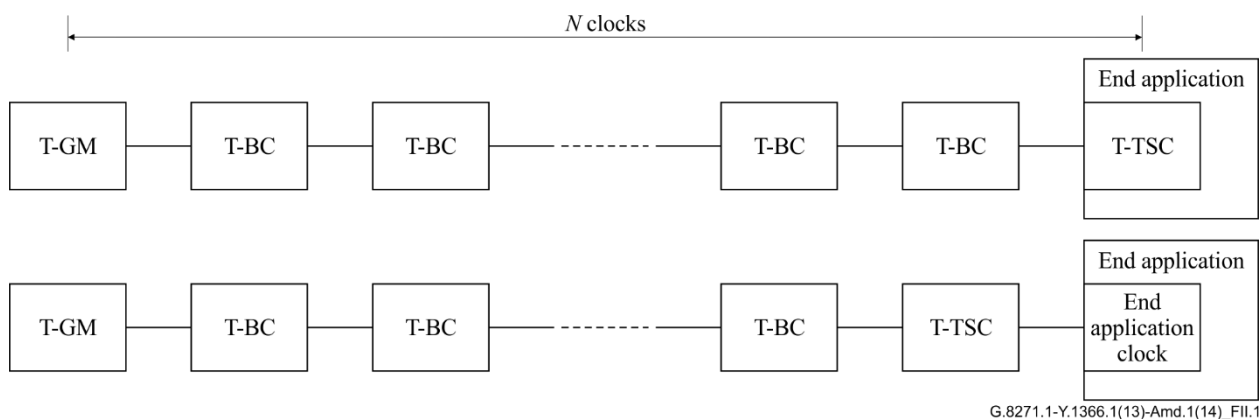 N clocks
End application
T-GM T-BC T-BC T-BC T-BC T-TSC
End application
T-GM T-BC T-BC T-BC T-TSC End
application
clock
G.8271.1-Y.1366.1(13)-Amd.1(14)_FII.1